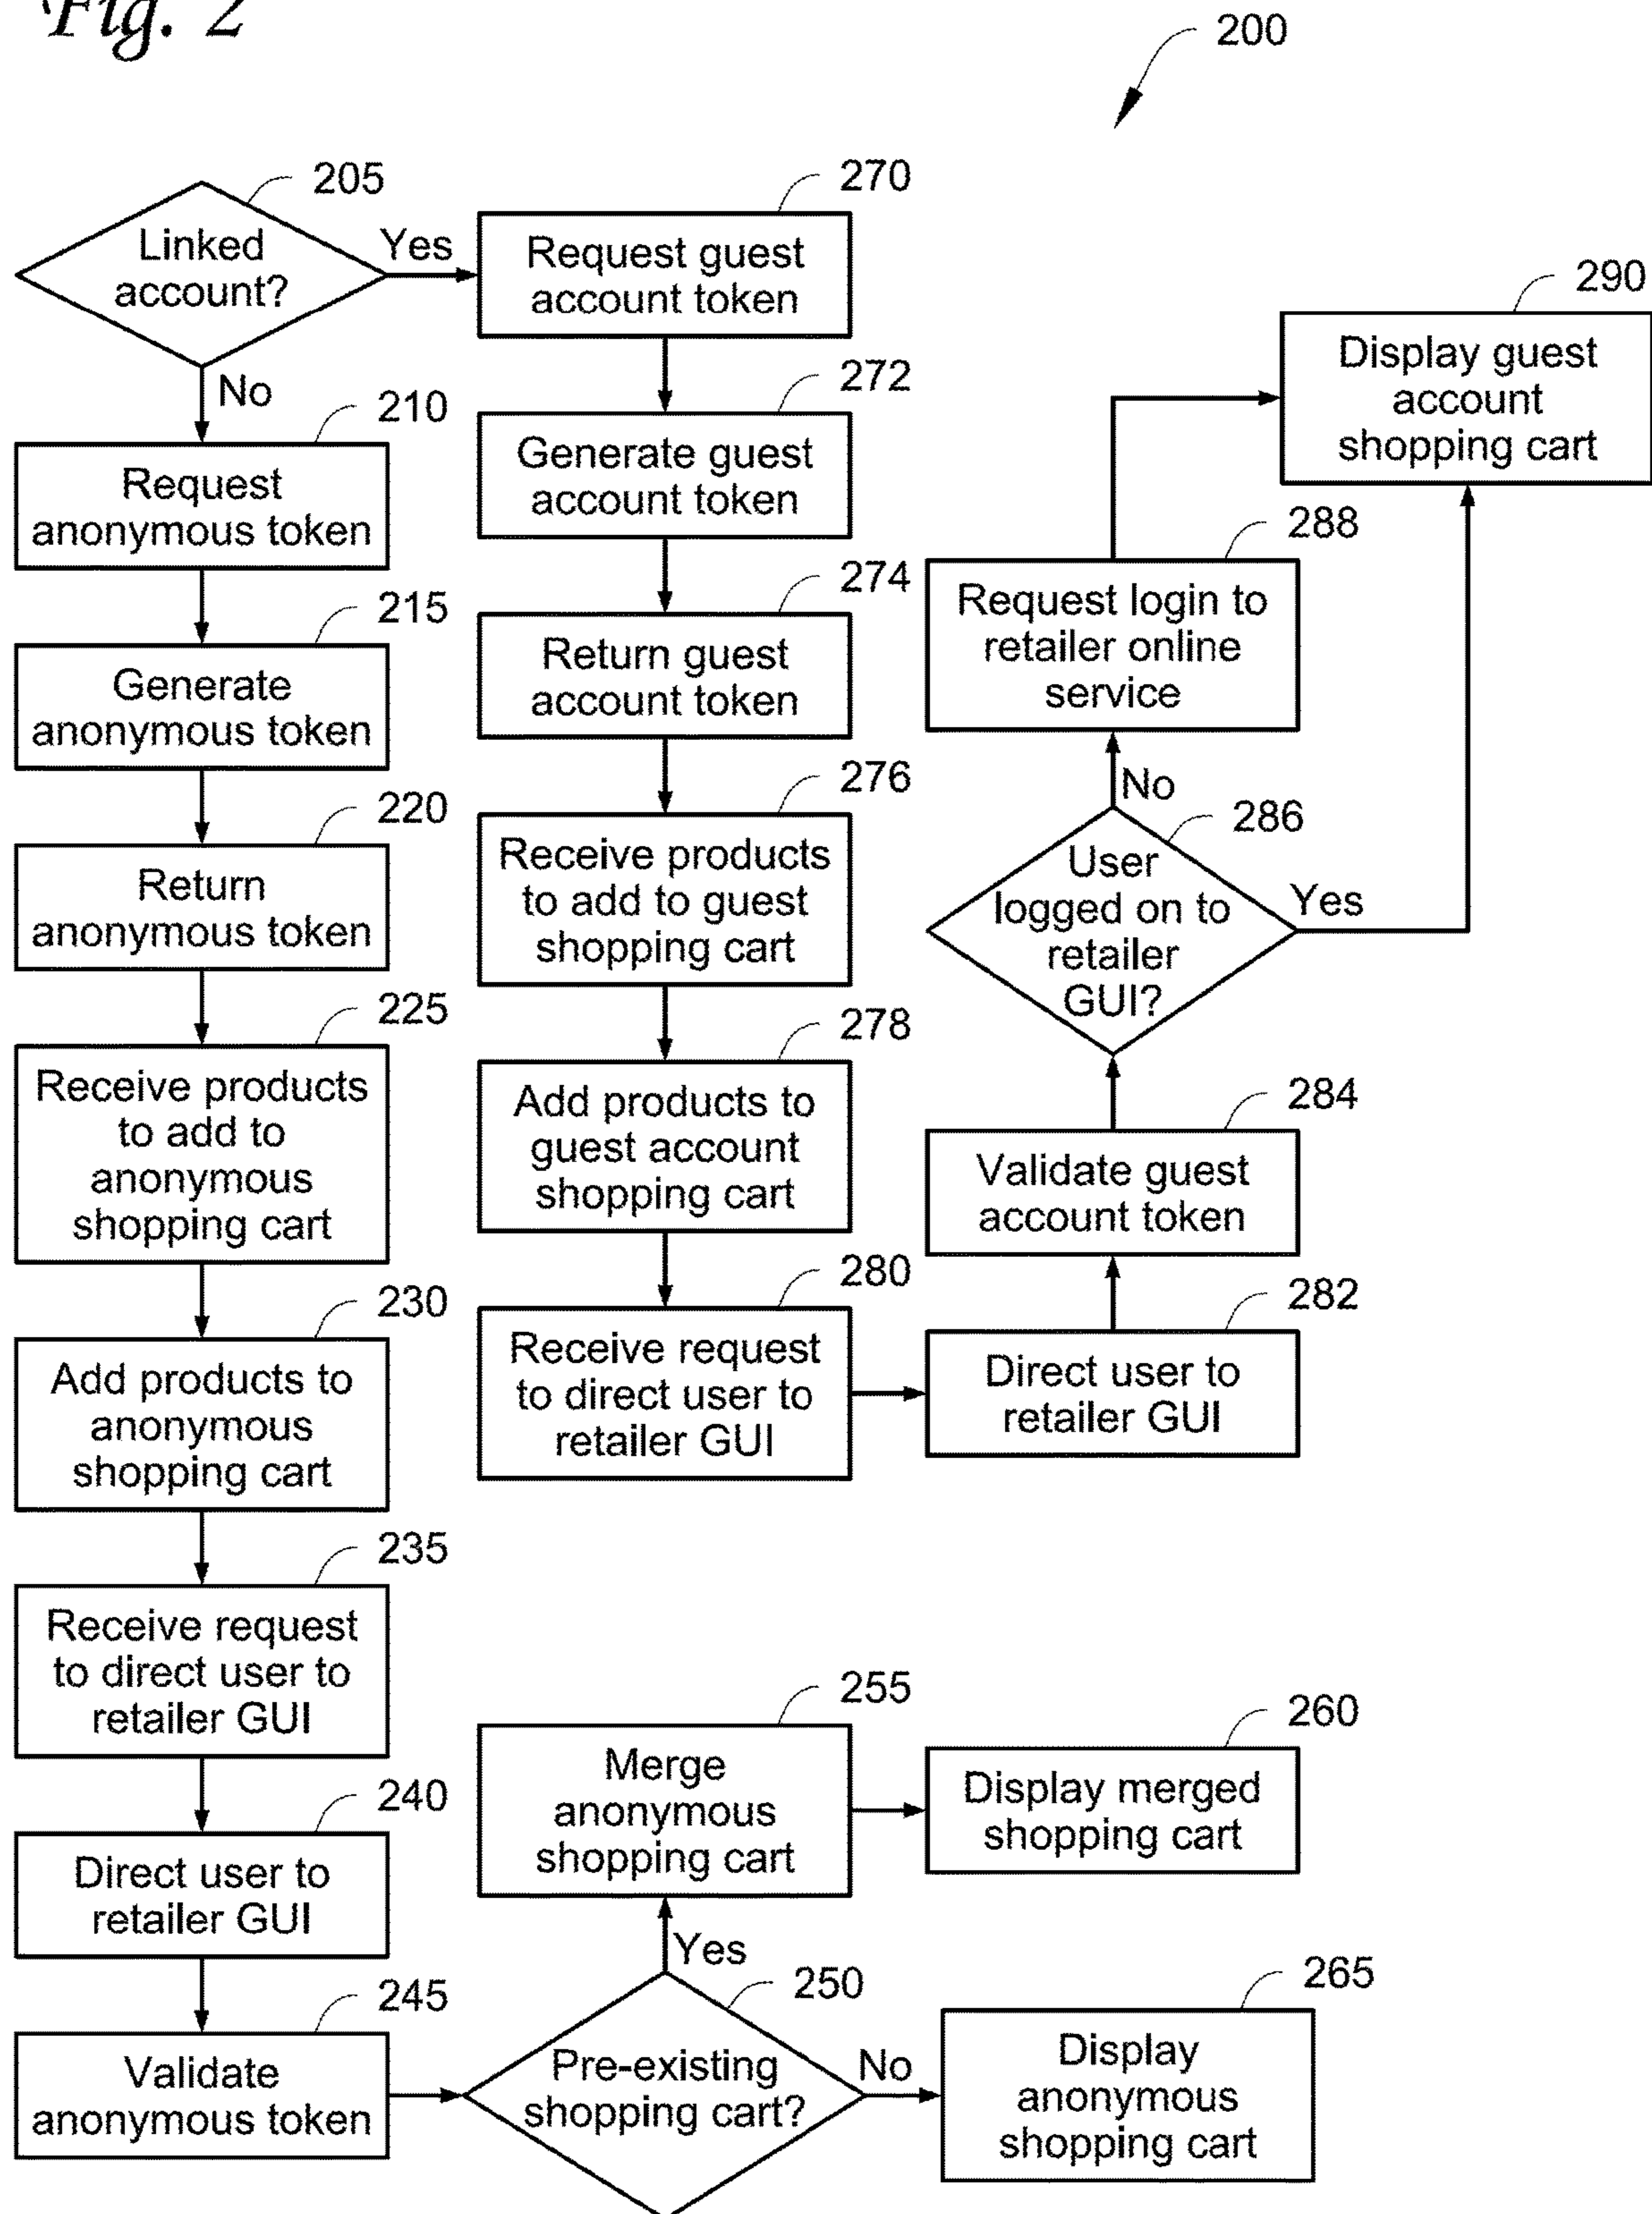 Fig. 2
200
205
Linked
account?
Yes
No
210
Request
anonymous token
215
Generate
anonymous token
220
Return
anonymous token
225
Receive products
to add to
anonymous
shopping cart
230
Add products to
anonymous
shopping cart
235
Receive request
to direct user to
retailer GUI
240
Direct user to
retailer GUI
245
Validate
anonymous token
250
Pre-existing
shopping cart?
Yes
No
255
Merge
anonymous
shopping cart
260
Display merged
shopping cart
265
Display
anonymous
shopping cart
270
Request guest
account token
272
Generate guest
account token
274
Return guest
account token
276
Receive products
to add to guest
shopping cart
278
Add products to
guest account
shopping cart
280
Receive request
to direct user to
retailer GUI
282
Direct user to
retailer GUI
284
Validate guest
account token
286
User
logged on to
retailer
GUI?
No
Yes
288
Request login to
retailer online
service
290
Display guest
account
shopping cart